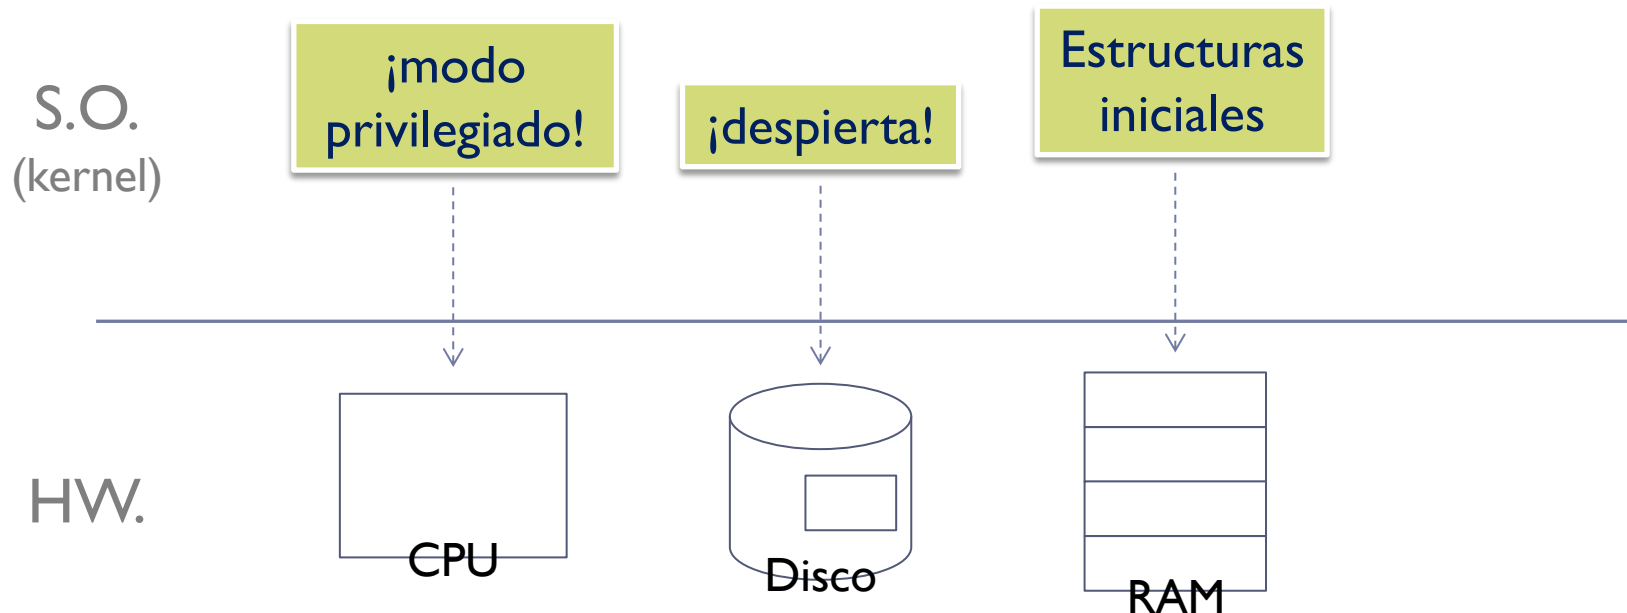 S.O.
(kernel)
¡modo
privilegiado!
¡despierta!
Estructuras
iniciales
HW.
CPU
Disco
RAM